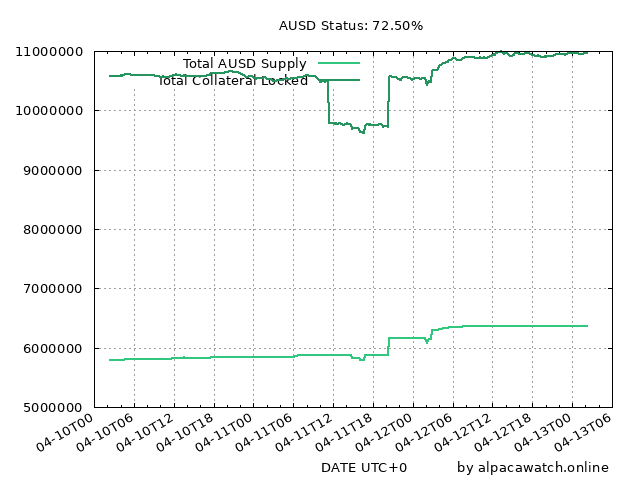 AUSD Status: 72.50%
11000000
10000000
9000000
8000000
7000000
6000000
5000000
Total AUSD Supply
Total Collateral Locked
04-10T00
04-10T06
04-10T12
04-10T18
04-11T00
04-11T06
04-11T12
04-11T18
04-12T00
04-12T06
04-12T12
04-12T18
04-13T00
04-13T06
DATE UTC+0
by alpacawatch.online